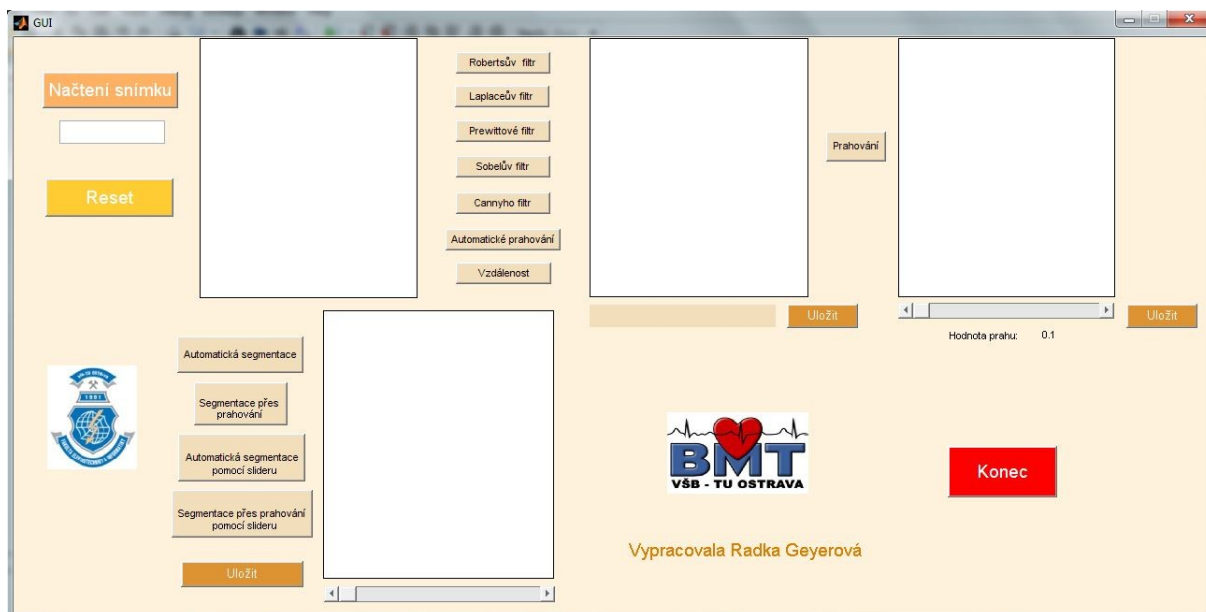 GUI
Načtení snímku
Reset
Robertsův filtr
Laplaceův filtr
Prewittové filtr
Sobelův filtr
Cannyho filtr
Automatické prahování
Vzdálenost
Prahování
Uložit
Uložit
Hodnota prahu: 0.1
Automatická segmentace
Segmentace přes
prahování
Automatická segmentace
pomocí slideru
Segmentace přes prahování
pomocí slideru
Uložit
BMT
VŠB - TU OSTRAVA
Konec
Vypracovala Radka Geyerová